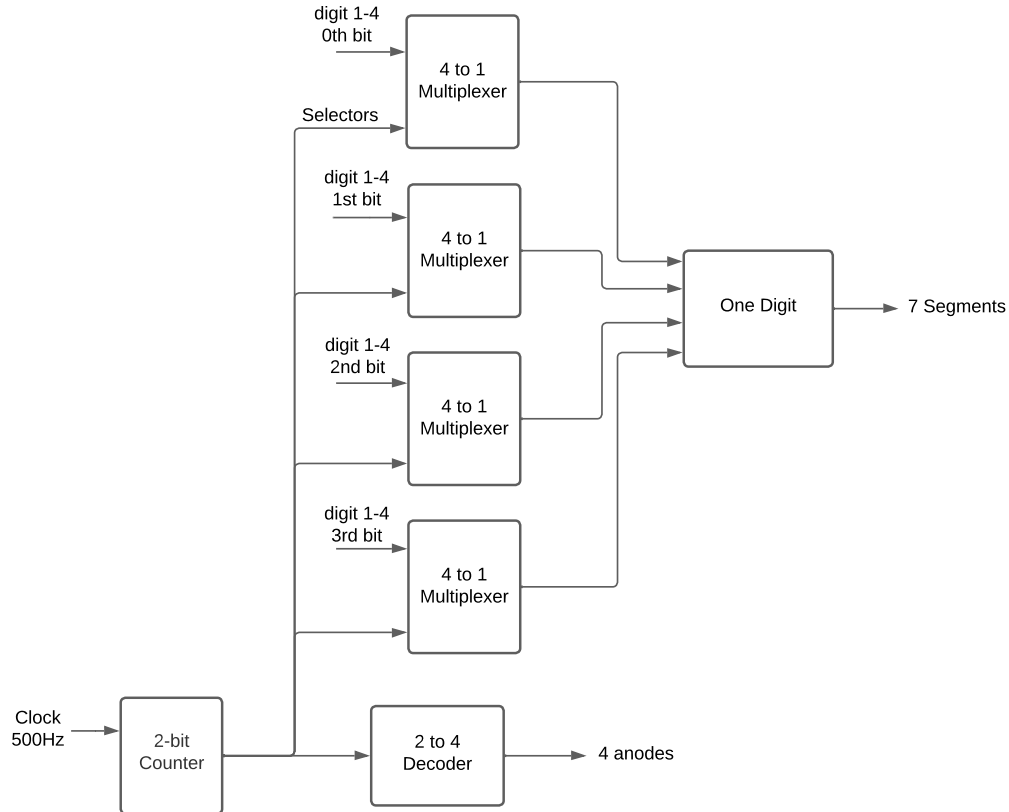 digit 1-4
0th bit
4 to 1
Multiplexer
Selectors
digit 1-4
1st bit
4 to 1
Multiplexer
One Digit
7 Segments
digit 1-4
2nd bit
4 to 1
Multiplexer
digit 1-4
3rd bit
4 to 1
Multiplexer
Clock
500Hz
2-bit
Counter
2 to 4
Decoder
4 anodes